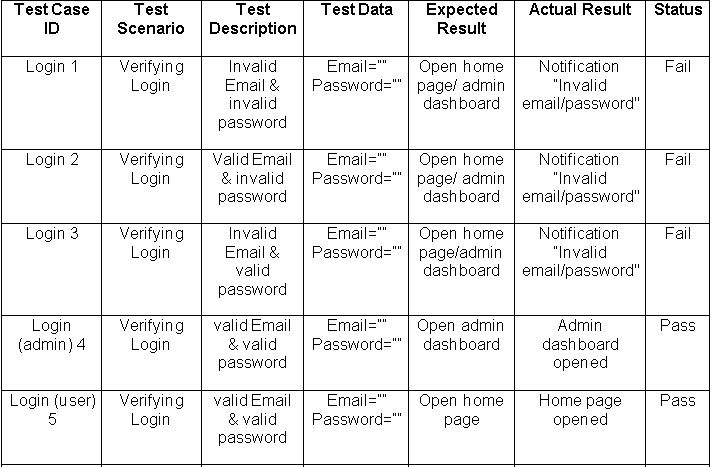 Test Case ID | Test Scenario | Test Description | Test Data | Expected Result | Actual Result | Status
Login 1 | Verifying Login | Invalid Email & invalid password | Email="" Password="" | Open home page/ admin dashboard | Notification "Invalid email/password" | Fail
Login 2 | Verifying Login | Valid Email & invalid password | Email="" Password="" | Open home page/ admin dashboard | Notification "Invalid email/password" | Fail
Login 3 | Verifying Login | Invalid Email & valid password | Email="" Password="" | Open home page/admin dashboard | Notification "Invalid email/password" | Fail
Login (admin) 4 | Verifying Login | valid Email & valid password | Email="" Password="" | Open admin dashboard | Admin dashboard opened | Pass
Login (user) 5 | Verifying Login | valid Email & valid password | Email="" Password="" | Open home page | Home page opened | Pass